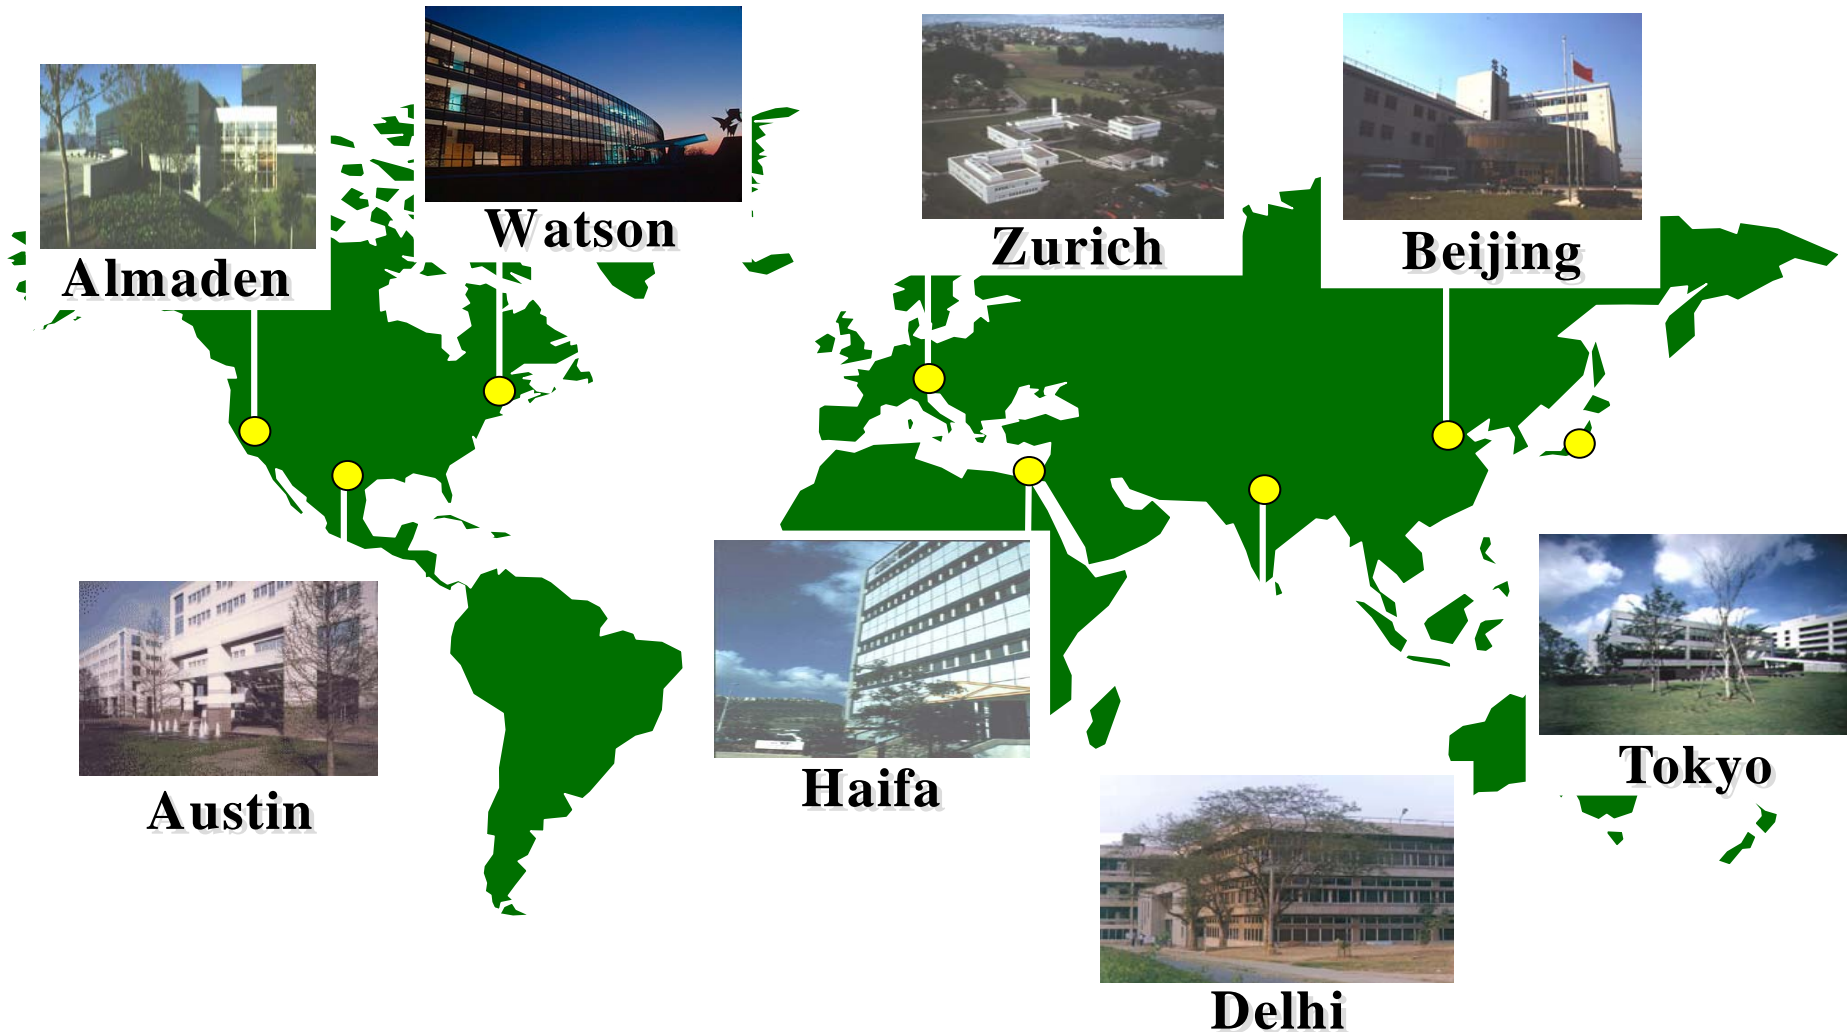 Watson
Zurich
Beijing
Almaden
Tokyo
Haifa
Austin
Delhi